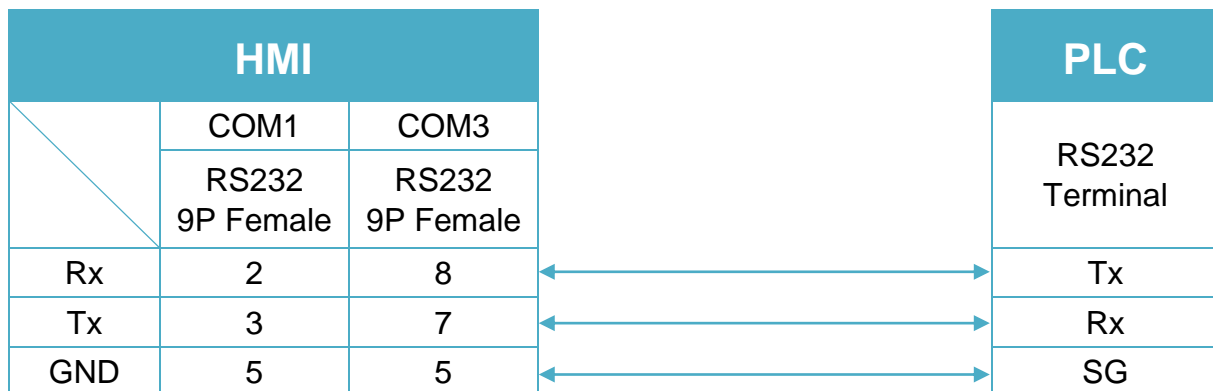 HMI
PLC
COM1 COM3
RS232 RS232
9P Female 9P Female
RS232
Terminal
Rx 2 8 Tx
Tx 3 7 Rx
GND 5 5 SG